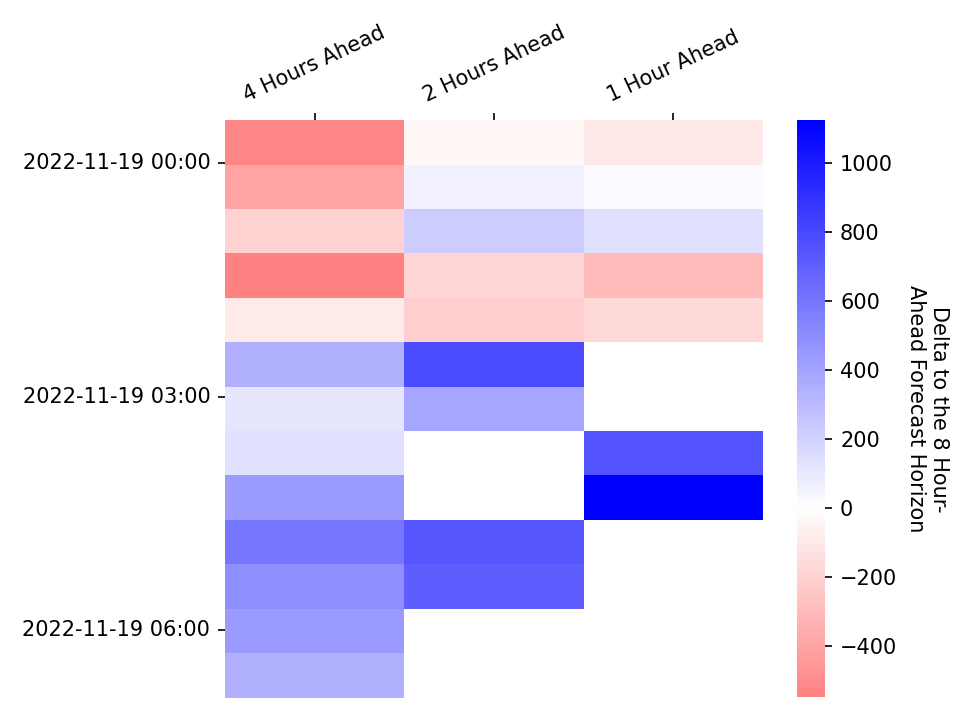 4 Hours Ahead
2 Hours Ahead
1 Hour Ahead
2022-11-19 00:00
2022-11-19 03:00
2022-11-19 06:00
1000
800
600
400
200
0
−200
−400
Delta to the 8 Hour-
Ahead Forecast Horizon